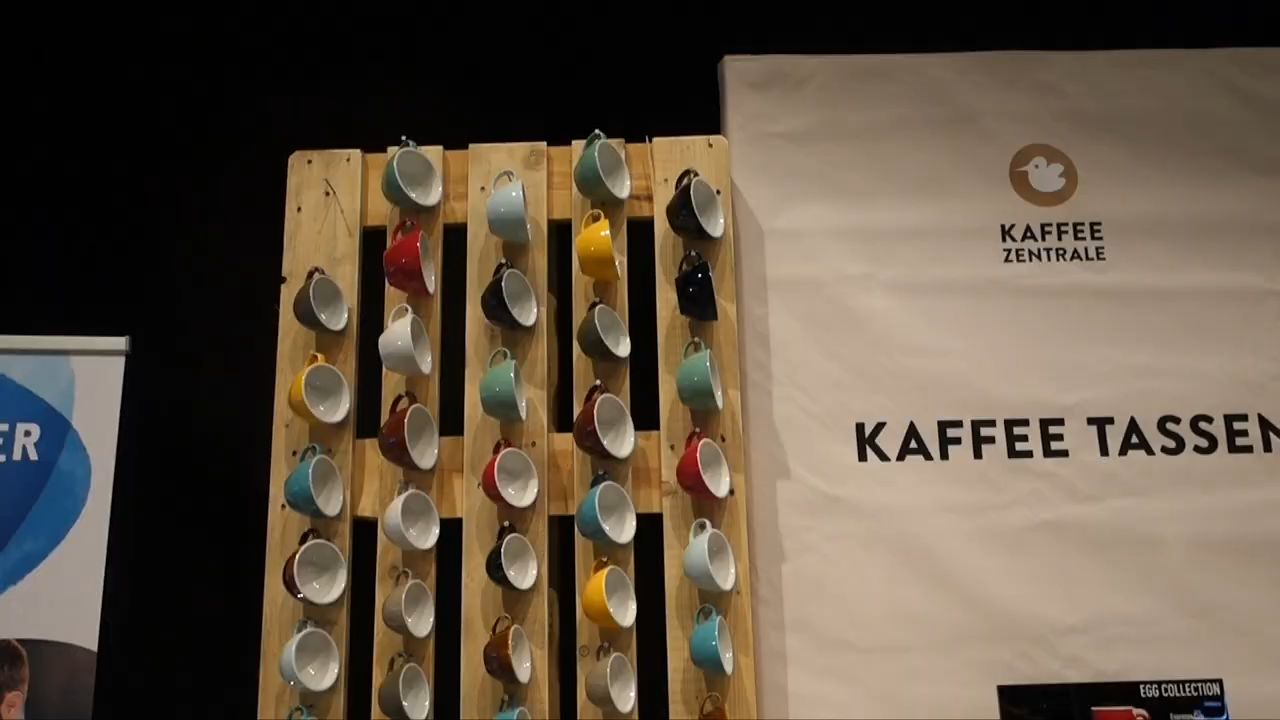 ER
KAFFEE
ZENTRALE
KAFFEE TASSEN
EGG COLLECTION